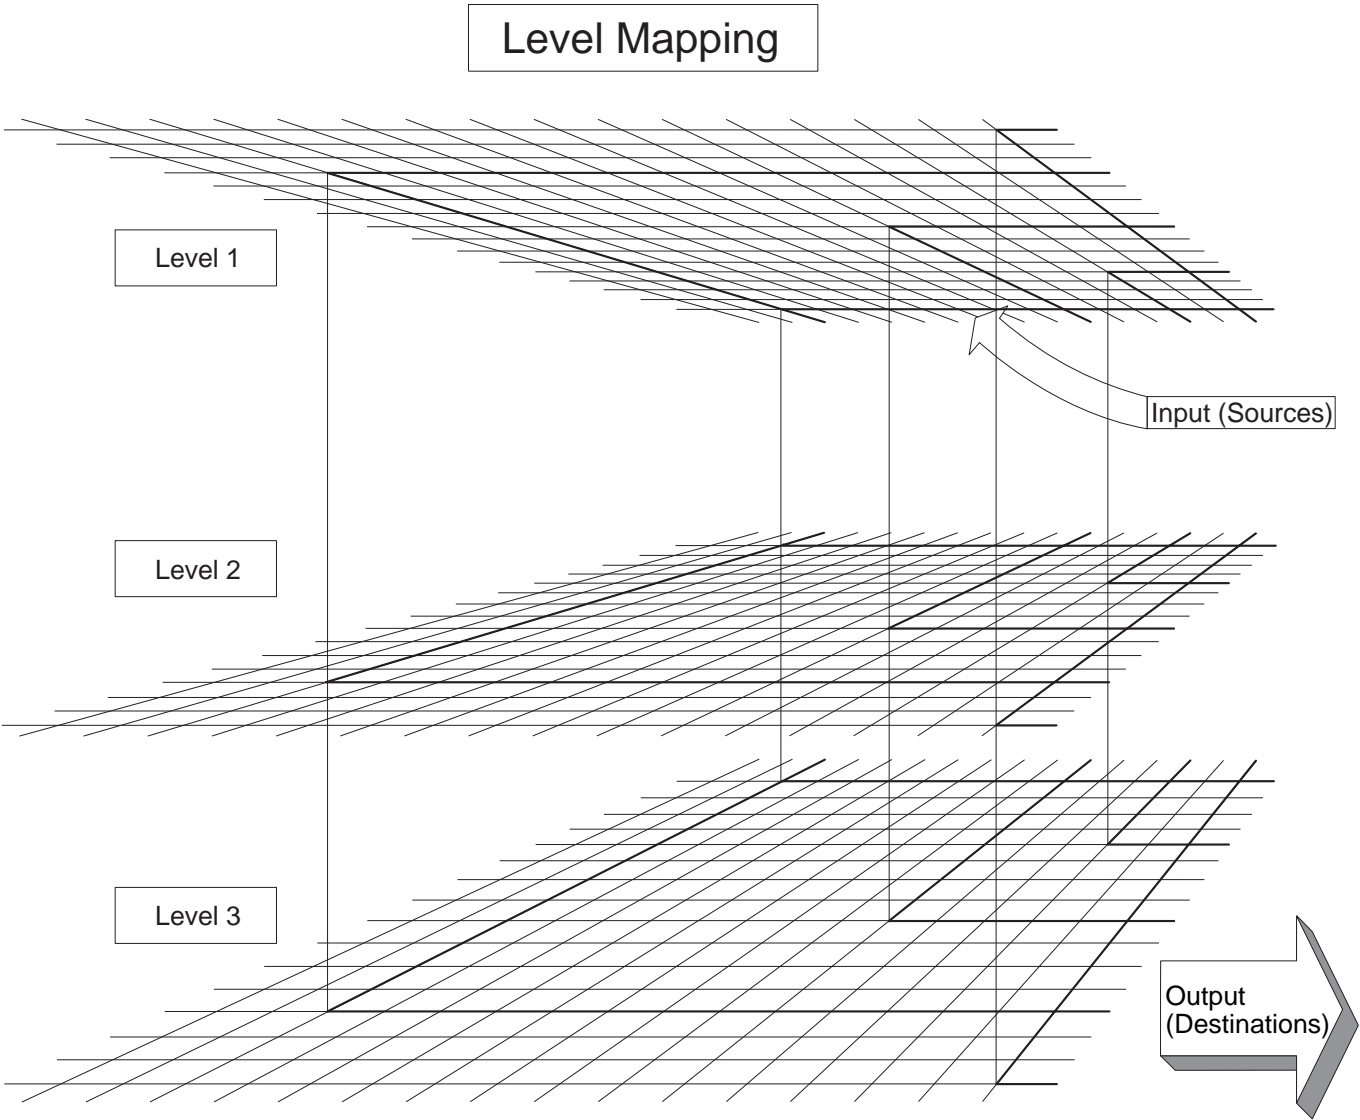 Level Mapping
Level 1
Input (Sources)
Level 2
Level 3
Output
(Destinations)